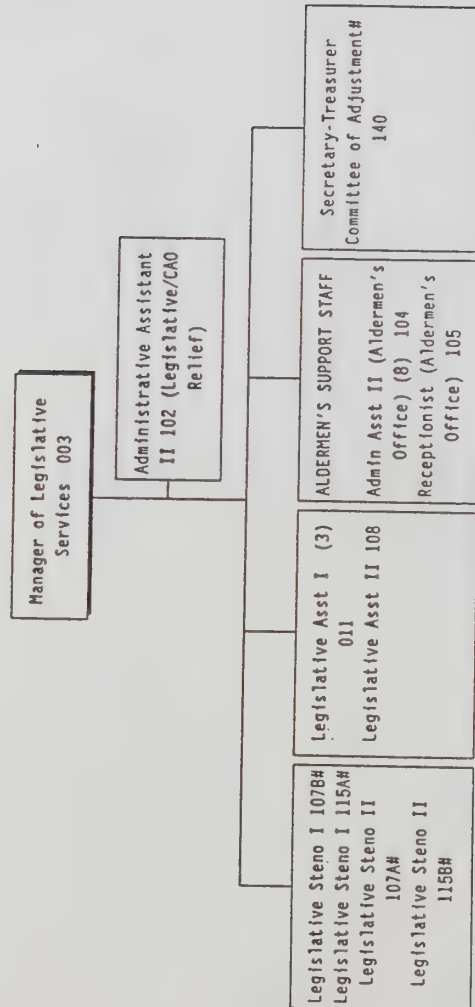 Manager of Legislative
Services 003
Administrative Assistant
II 102 (Legislative/CAO
Relief)
Legislative Steno I 107B#
Legislative Steno I 115A#
Legislative Steno II
107A#
Legislative Steno II
115B#
Legislative Asst I (3)
011
Legislative Asst II 108
ALDERMEN'S SUPPORT STAFF
Admin Asst II (Aldermen's
Office) (8) 104
Receptionist (Aldermen's
Office) 105
Secretary-Treasurer
Committee of Adjustment#
140